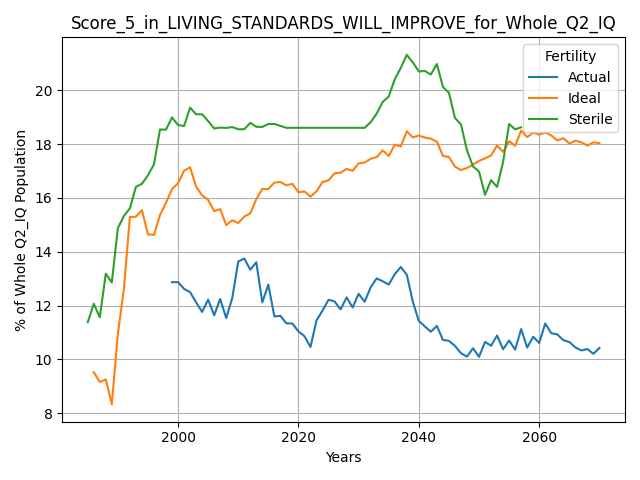 Score_5_in_LIVING_STANDARDS_WILL_IMPROVE_for_Whole_Q2_IQ
Fertility
Actual
Ideal
Sterile
% of Whole Q2_IQ Population
20
18
16
14
12
10
8
2000 2020 2040 2060
Years